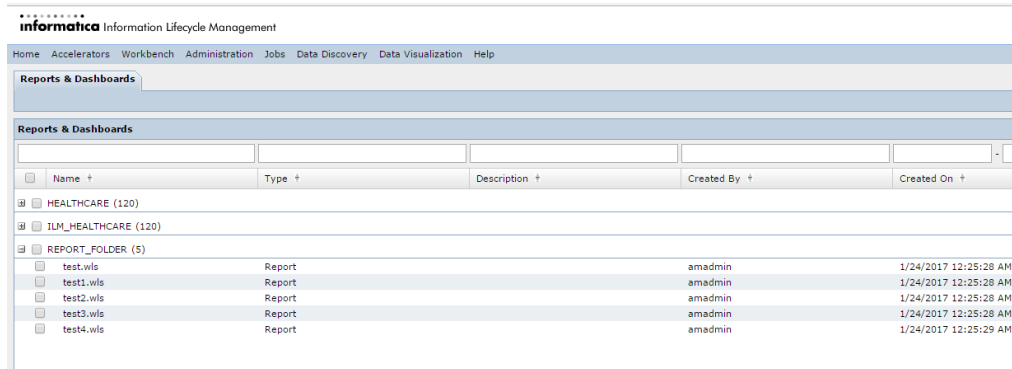 informatica Information Lifecycle Management
Home Accelerators Workbench Administration Jobs Data Discovery Data Visualization Help
Reports & Dashboards
Reports & Dashboards
-
Name Type Description Created By Created On
HEALTHCARE (120)
ILM_HEALTHCARE (120)
REPORT_FOLDER (5)
test.wls Report amadmin 1/24/2017 12:25:28 AM
test1.wls Report amadmin 1/24/2017 12:25:28 AM
test2.wls Report amadmin 1/24/2017 12:25:28 AM
test3.wls Report amadmin 1/24/2017 12:25:28 AM
test4.wls Report amadmin 1/24/2017 12:25:29 AM